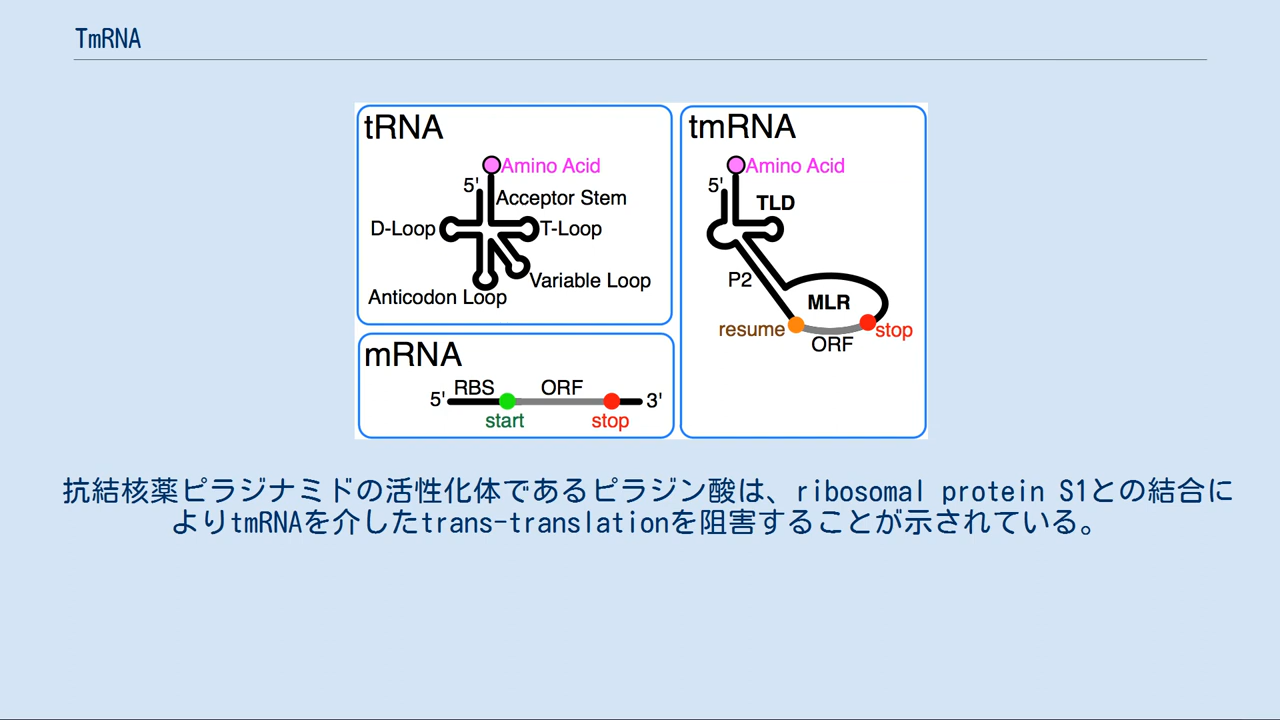 TmRNA
tRNA
Amino Acid
5'
Acceptor Stem
D-Loop
T-Loop
Variable Loop
Anticodon Loop
mRNA
RBS
ORF
5'
3'
start
stop
tmRNA
Amino Acid
5'
TLD
P2
MLR
resume
stop
ORF
抗結核薬ピラジナミドの活性化体であるピラジン酸は、ribosomal protein S1との結合に
よりtmRNAを介したtrans-translationを阻害することが示されている。